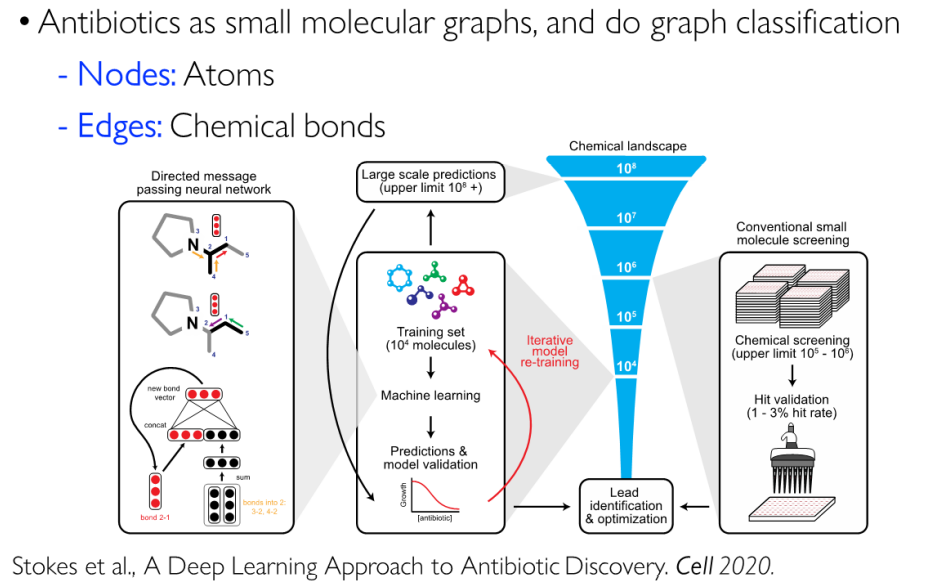 • Antibiotics as small molecular graphs, and do graph classification
- Nodes: Atoms
- Edges: Chemical bonds
Directed message
passing neural network
3
N
2
1
5
4
3
N
2
1
5
4
new bond
vector
concat
sum
bonds into 2:
3-2, 4-2
bond 2-1
Large scale predictions
(upper limit 10⁸ +)
Training set
(10⁴ molecules)
Machine learning
Predictions &
model validation
Growth
[antibiotic]
Iterative
model
re-training
Chemical landscape
10⁸
10⁷
10⁶
10⁵
10⁴
Lead
identification
& optimization
Conventional small
molecule screening
Chemical screening
(upper limit 10⁵ - 10⁶)
Hit validation
(1 - 3% hit rate)
Stokes et al., A Deep Learning Approach to Antibiotic Discovery. Cell 2020.